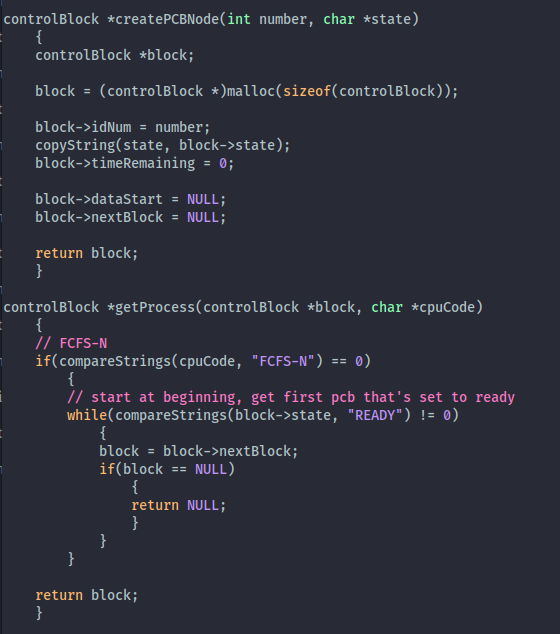 controlBlock *createPCBNode(int number, char *state)
{
controlBlock *block;
block = (controlBlock *)malloc(sizeof(controlBlock));
block->idNum = number;
copyString(state, block->state);
block->timeRemaining = 0;
block->dataStart = NULL;
block->nextBlock = NULL;
return block;
}
controlBlock *getProcess(controlBlock *block, char *cpuCode)
{
// FCFS-N
if(compareStrings(cpuCode, "FCFS-N") == 0)
{
// start at beginning, get first pcb that's set to ready
while(compareStrings(block->state, "READY") != 0)
{
block = block->nextBlock;
if(block == NULL)
{
return NULL;
}
}
}
return block;
}